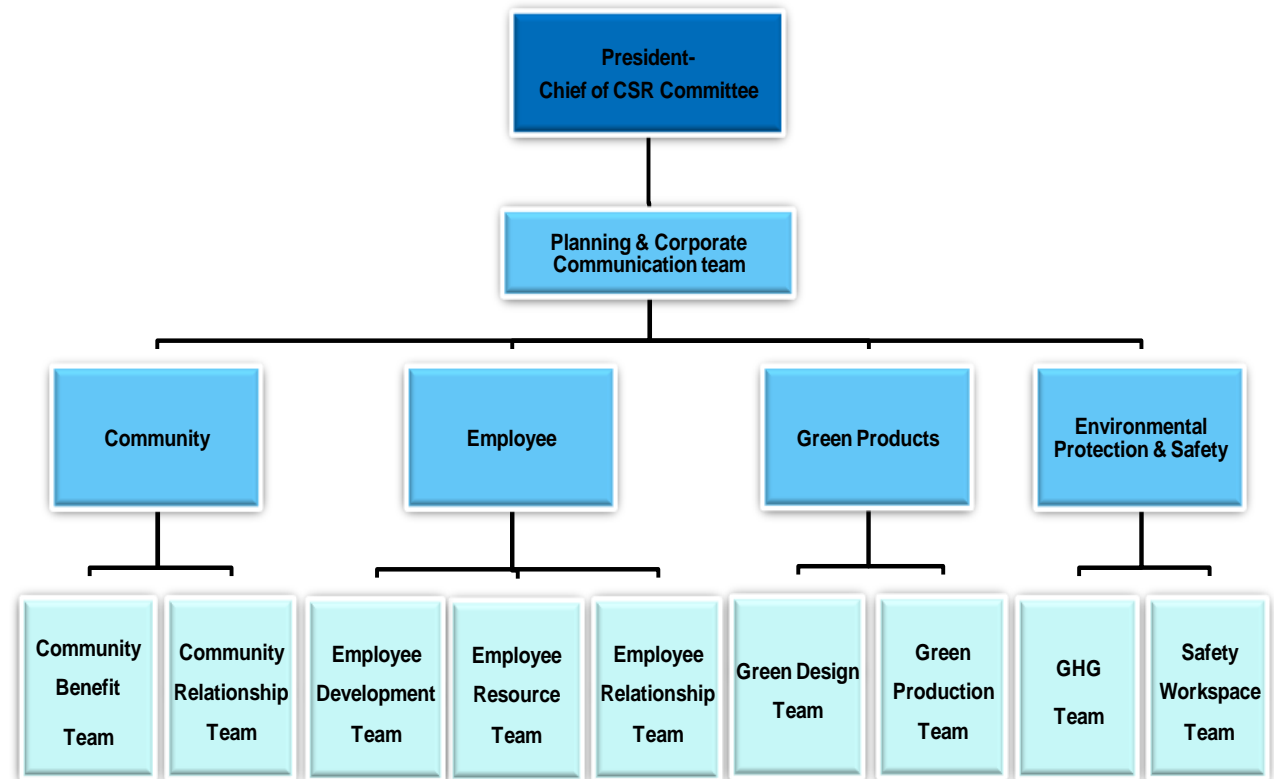 President-
Chief of CSR Committee
Planning & Corporate
Communication team
Community
Employee
Green Products
Environmental
Protection & Safety
Community
Benefit
Team
Community
Relationship
Team
Employee
Development
Team
Employee
Resource
Team
Employee
Relationship
Team
Green Design
Team
Green
Production
Team
GHG
Team
Safety
Workspace
Team